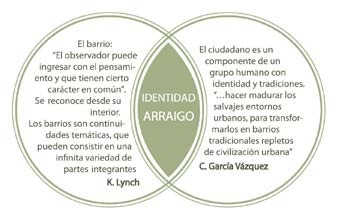 El barrio:
"El observador puede
ingresar con el pensami-
ento y que tienen cierto
carácter en común".
Se reconoce desde su
interior.
Los barrios son continui-
dades temáticas, que
pueden consistir en una
infinita variedad de
partes integrantes
K. Lynch
IDENTIDAD
ARRAIGO
El ciudadano es un
componente de un
grupo humano con
identidad y tradiciones.
"...hacer madurar los
salvajes entornos
urbanos, para transfor-
marlos en barrios
tradicionales repletos
de civilización urbana"
C. García Vázquez